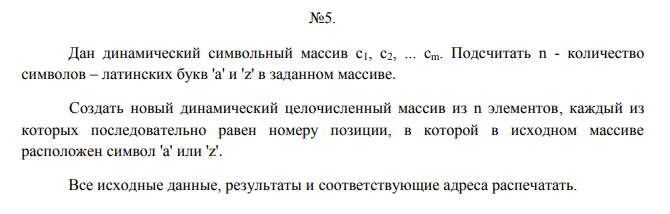 №5.
Дан динамический символьный массив c1, c2, ... cm. Подсчитать n - количество
символов – латинских букв 'a' и 'z' в заданном массиве.
Создать новый динамический целочисленный массив из n элементов, каждый из
которых последовательно равен номеру позиции, в которой в исходном массиве
расположен символ 'a' или 'z'.
Все исходные данные, результаты и соответствующие адреса распечатать.